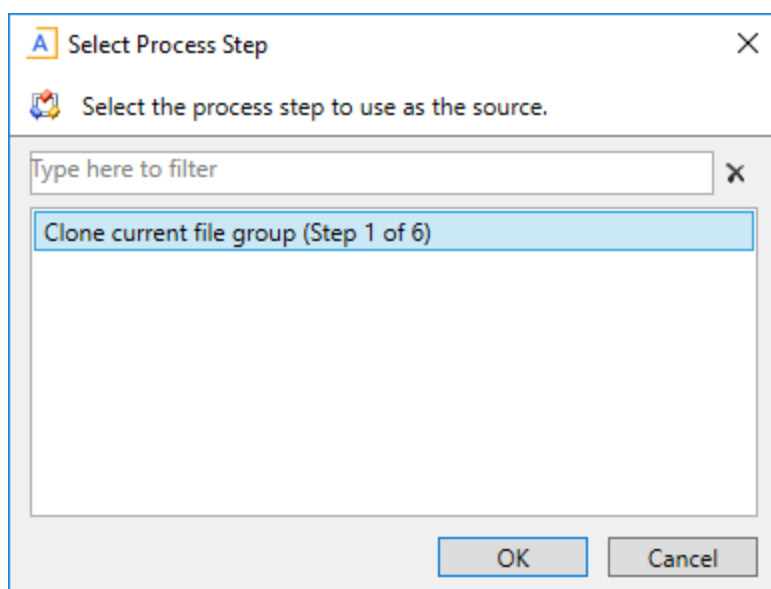 A Select Process Step
Select the process step to use as the source.
Type here to filter
Clone current file group (Step 1 of 6)
OK Cancel